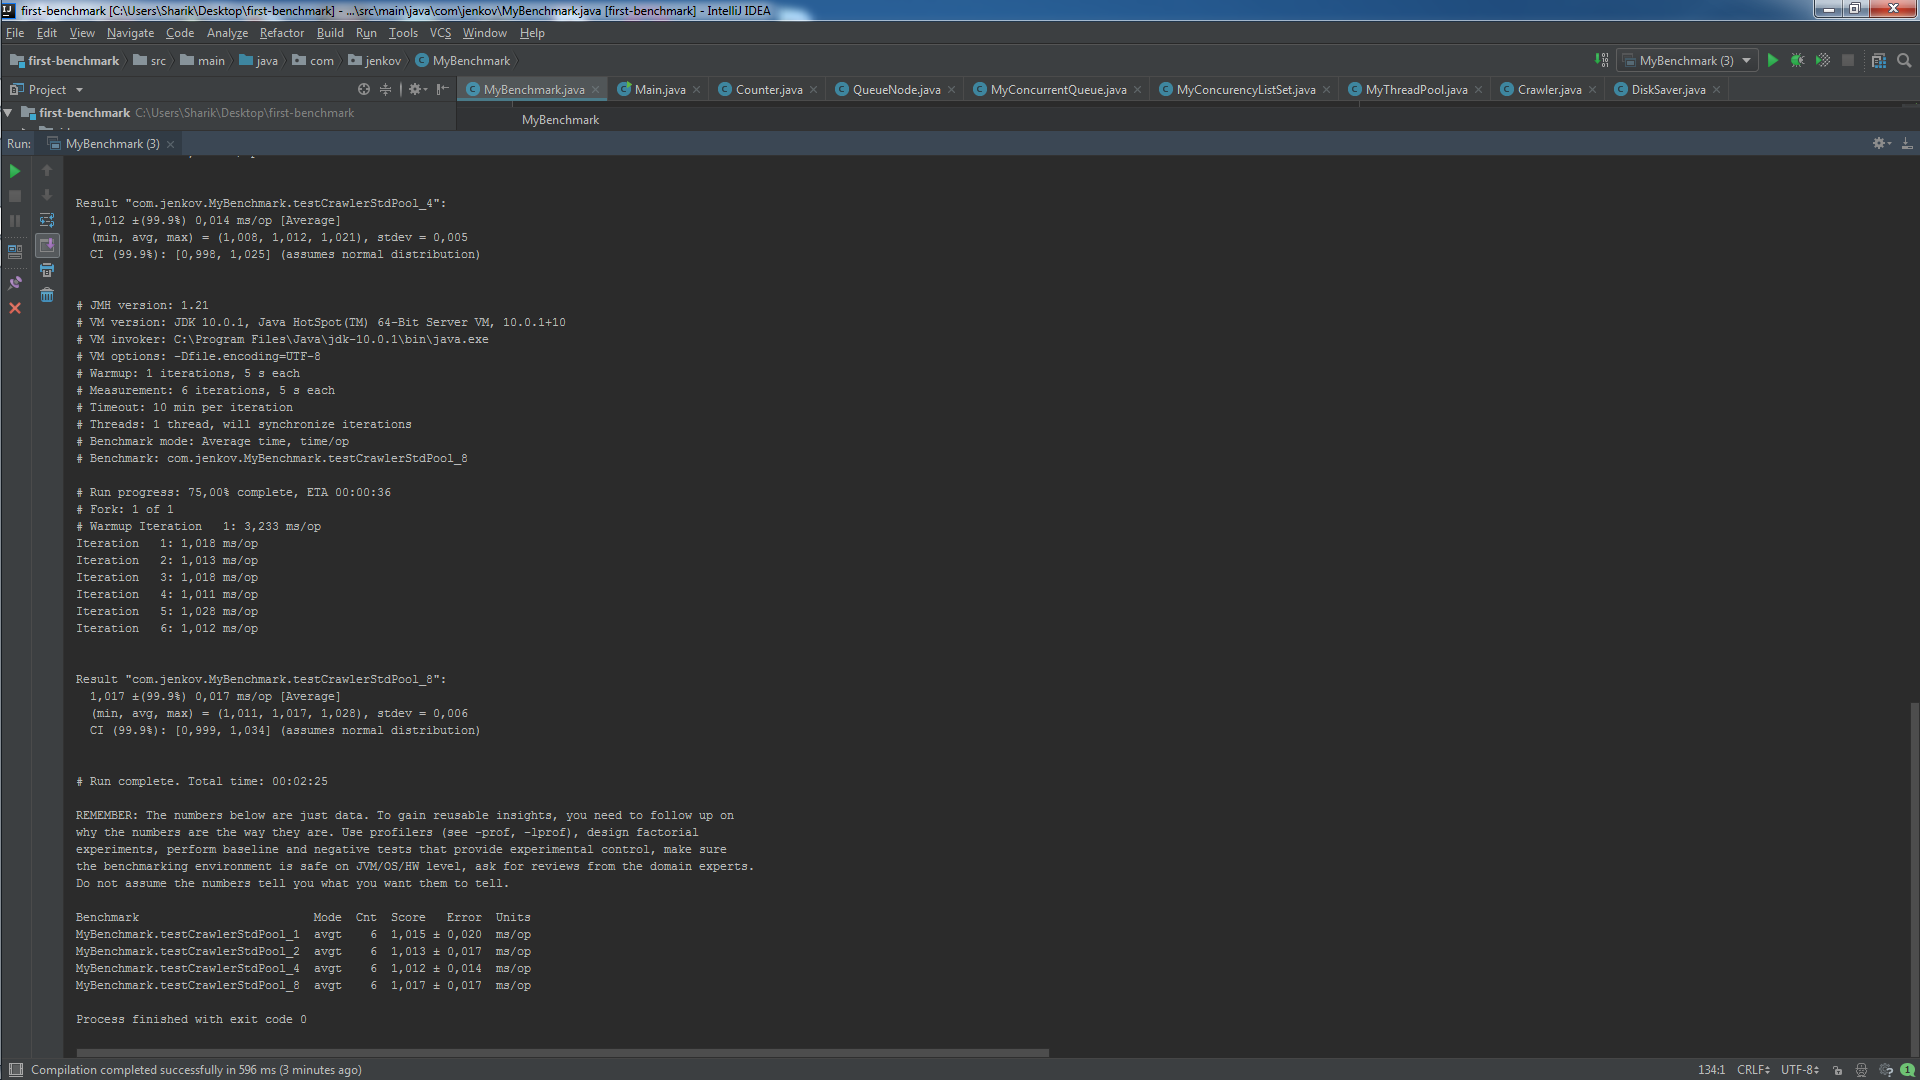 first-benchmark [C:\Users\Sharik\Desktop\first-benchmark] - ...\src\main\java\com\jenkov\MyBenchmark.java [first-benchmark] - IntelliJ IDEA
File Edit View Navigate Code Analyze Refactor Build Run Tools VCS Window Help
first-benchmark src main java com jenkov MyBenchmark MyBenchmark (3)
Project MyBenchmark.java Main.java Counter.java QueueNode.java MyConcurrentQueue.java MyConcurencyListSet.java MyThreadPool.java Crawler.java DiskSaver.java
first-benchmark C:\Users\Sharik\Desktop\first-benchmark
MyBenchmark
Run: MyBenchmark (3)
Result "com.jenkov.MyBenchmark.testCrawlerStdPool_4":
1,012 ±(99.9%) 0,014 ms/op [Average]
(min, avg, max) = (1,008, 1,012, 1,021), stdev = 0,005
CI (99.9%): [0,998, 1,025] (assumes normal distribution)
# JMH version: 1.21
# VM version: JDK 10.0.1, Java HotSpot(TM) 64-Bit Server VM, 10.0.1+10
# VM invoker: C:\Program Files\Java\jdk-10.0.1\bin\java.exe
# VM options: -Dfile.encoding=UTF-8
# Warmup: 1 iterations, 5 s each
# Measurement: 6 iterations, 5 s each
# Timeout: 10 min per iteration
# Threads: 1 thread, will synchronize iterations
# Benchmark mode: Average time, time/op
# Benchmark: com.jenkov.MyBenchmark.testCrawlerStdPool_8
# Run progress: 75,00% complete, ETA 00:00:36
# Fork: 1 of 1
# Warmup Iteration 1: 3,233 ms/op
Iteration 1: 1,018 ms/op
Iteration 2: 1,013 ms/op
Iteration 3: 1,018 ms/op
Iteration 4: 1,011 ms/op
Iteration 5: 1,028 ms/op
Iteration 6: 1,012 ms/op
Result "com.jenkov.MyBenchmark.testCrawlerStdPool_8":
1,017 ±(99.9%) 0,017 ms/op [Average]
(min, avg, max) = (1,011, 1,017, 1,028), stdev = 0,006
CI (99.9%): [0,999, 1,034] (assumes normal distribution)
# Run complete. Total time: 00:02:25
REMEMBER: The numbers below are just data. To gain reusable insights, you need to follow up on
why the numbers are the way they are. Use profilers (see -prof, -lprof), design factorial
experiments, perform baseline and negative tests that provide experimental control, make sure
the benchmarking environment is safe on JVM/OS/HW level, ask for reviews from the domain experts.
Do not assume the numbers tell you what you want them to tell.
Benchmark Mode Cnt Score Error Units
MyBenchmark.testCrawlerStdPool_1 avgt 6 1,015 ± 0,020 ms/op
MyBenchmark.testCrawlerStdPool_2 avgt 6 1,013 ± 0,017 ms/op
MyBenchmark.testCrawlerStdPool_4 avgt 6 1,012 ± 0,014 ms/op
MyBenchmark.testCrawlerStdPool_8 avgt 6 1,017 ± 0,017 ms/op
Process finished with exit code 0
Compilation completed successfully in 596 ms (3 minutes ago) 134:1 CRLF UTF-8 1